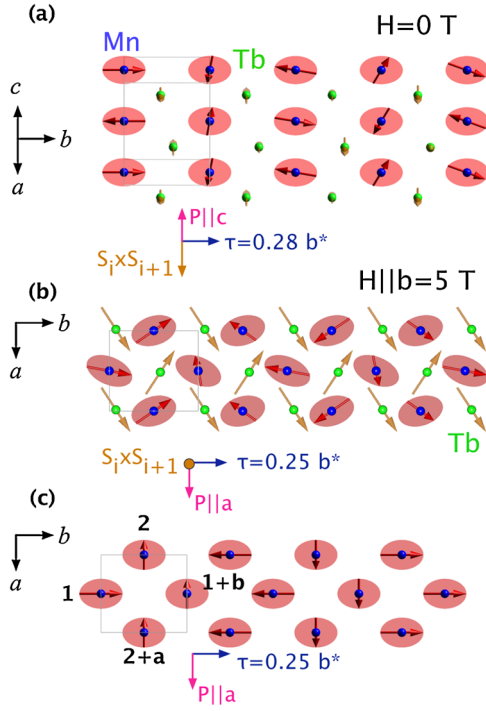 (a)
H=0 T
Mn
Tb
c
b
a
P||c
τ=0.28 b*
SixSi+1
(b)
H||b=5 T
b
a
Tb
SixSi+1
τ=0.25 b*
P||a
(c)
b
a
2
1
1+b
2+a
τ=0.25 b*
P||a